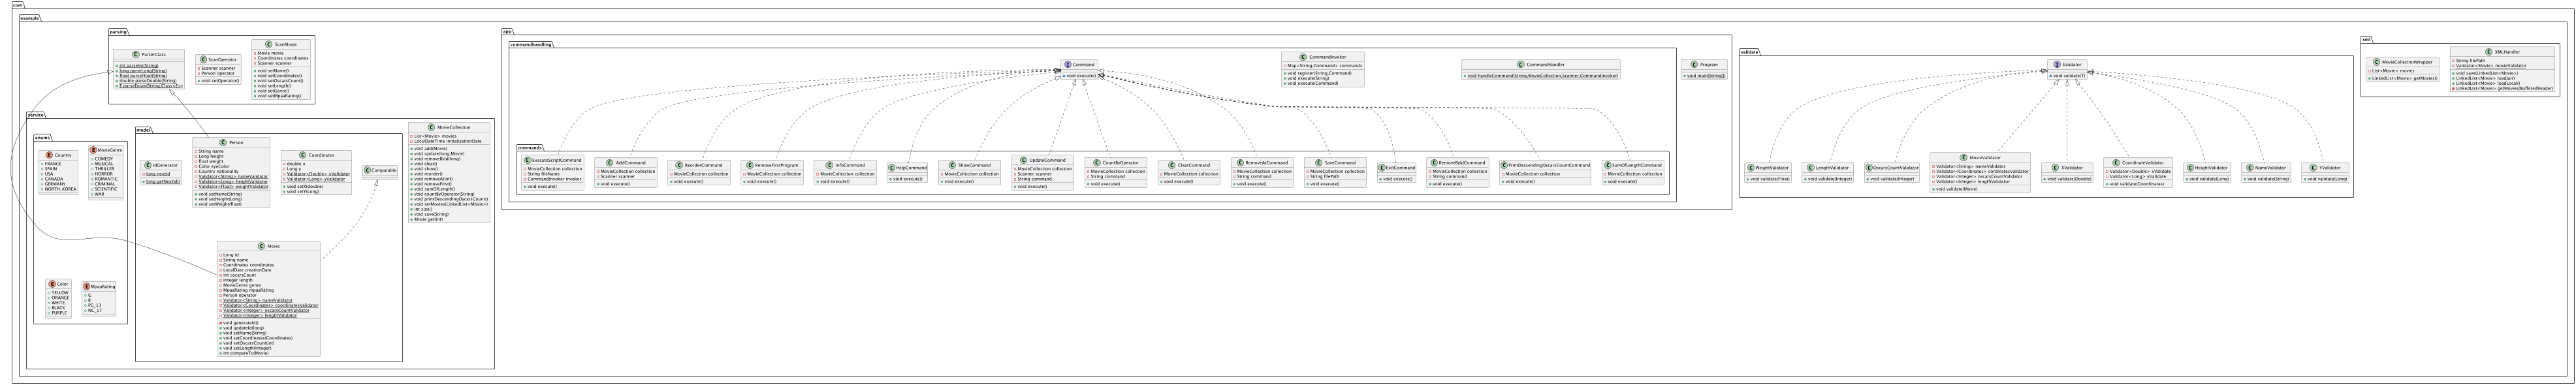 com
example
parsing
ParserClass
int parseInt(String)
long parseLong(String)
float parseFloat(String)
double parseDouble(String)
E parseEnum(String,Class<E>)
ScanOperator
Scanner scanner
Person operator
void setOperator()
ScanMovie
Movie movie
Coordinates coordinates
Scanner scanner
void setName()
void setCoordinates()
void setOscarsCount()
void setLength()
void setGenre()
void setMpaaRating()
service
enums
Country
FRANCE
SPAIN
USA
CANADA
GERMANY
NORTH_KOREA
MovieGenre
COMEDY
MUSICAL
THRILLER
HORROR
ROMANTIC
CRIMINAL
SCIENTIFIC
WAR
Color
YELLOW
ORANGE
WHITE
BLACK
PURPLE
MpaaRating
G
R
PG_13
NC_17
model
IdGenerator
long nextId
long getNextId()
Person
String name
Long height
float weight
Color eyeColor
Country nationality
Validator<String> nameValidator
Validator<Long> heightValidator
Validator<Float> weightValidator
void setName(String)
void setHeight(Long)
void setWeight(float)
Coordinates
double x
Long y
Validator<Double> xValidator
Validator<Long> yValidator
void setX(double)
void setY(Long)
Comparable
Movie
Long id
String name
Coordinates coordinates
LocalDate creationDate
int oscarsCount
Integer length
MovieGenre genre
MpaaRating mpaaRating
Person operator
Validator<String> nameValidator
Validator<Coordinates> coordinatesValidator
Validator<Integer> oscarsCountValidator
Validator<Integer> lengthValidator
void generateId()
void updateId(long)
void setName(String)
void setCoordinates(Coordinates)
void setOscarsCount(int)
void setLength(Integer)
int compareTo(Movie)
MovieCollection
List<Movie> movies
LocalDateTime initializationDate
void add(Movie)
void update(long,Movie)
void removeById(long)
void clear()
void show()
void reorder()
void removeAt(int)
void removeFirst()
void sumOfLength()
void countByOperator(String)
void printDescendingOscarsCount()
void setMovies(LinkedList<Movie>)
int size()
void save(String)
Movie get(int)
app
commandhandling
Command
void execute()
CommandInvoker
Map<String,Command> commands
void register(String,Command)
void execute(String)
void execute(Command)
CommandHandler
void handleCommand(String,MovieCollection,Scanner,CommandInvoker)
Program
void main(String[])
commands
ExecuteScriptCommand
MovieCollection collection
String fileName
CommandInvoker invoker
void execute()
AddCommand
MovieCollection collection
Scanner scanner
void execute()
ReorderCommand
MovieCollection collection
void execute()
RemoveFirstProgram
MovieCollection collection
void execute()
InfoCommand
MovieCollection collection
void execute()
HelpCommand
void execute()
ShowCommand
MovieCollection collection
void execute()
UpdateCommand
MovieCollection collection
Scanner scanner
String command
void execute()
CountByOperator
MovieCollection collection
String command
void execute()
ClearCommand
MovieCollection collection
void execute()
RemoveAtCommand
MovieCollection collection
String command
void execute()
SaveCommand
MovieCollection collection
String filePath
void execute()
ExitCommand
void execute()
RemoveByIdCommand
MovieCollection collection
String command
void execute()
PrintDescendingOscarsCountCommand
MovieCollection collection
void execute()
SumOfLengthCommand
MovieCollection collection
void execute()
validate
Validator
void validate(T)
WeightValidator
void validate(Float)
LengthValidator
void validate(Integer)
OscarsCountValidator
void validate(Integer)
MovieValidator
Validator<String> nameValidator
Validator<Coordinates> coordinatesValidator
Validator<Integer> oscarsCountValidator
Validator<Integer> lengthValidator
void validate(Movie)
XValidator
void validate(Double)
CoordinateValidator
Validator<Double> xValidate
Validator<Long> yValidate
void validate(Coordinates)
HeightValidator
void validate(Long)
NameValidator
void validate(String)
YValidator
void validate(Long)
xml
MovieCollectionWrapper
List<Movie> movies
LinkedList<Movie> getMovies()
XMLHandler
String filePath
Validator<Movie> movieValidator
void save(LinkedList<Movie>)
LinkedList<Movie> loadJar()
LinkedList<Movie> loadLocal()
LinkedList<Movie> getMovies(BufferedReader)